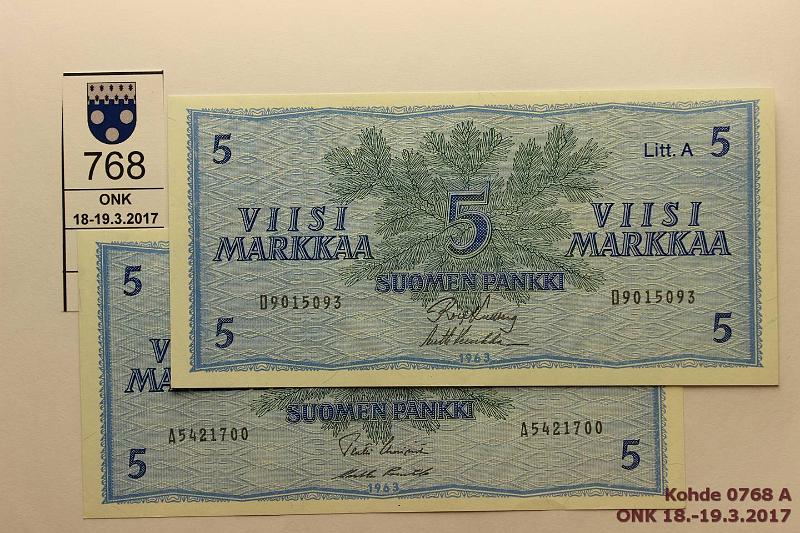 768
ONK
18-19.3.2017
5 Litt. A 5
5
VIISI VIISI
MARKKAA MARKKAA
SUOMEN PANKKI
D9015093 D9015093
5 5
1963
5
V
MA
SUOMEN PANKKI
A5421700 A5421700
5 5
1963
Kohde 0768 A
ONK 18.-19.3.2017